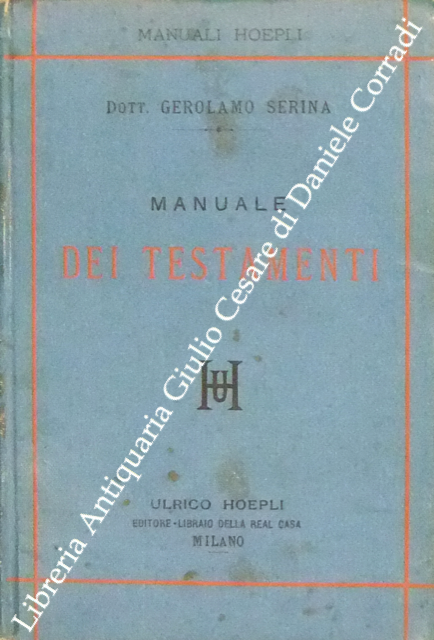 MANUALI HOEPLI
DOTT. GEROLAMO SERINA
MANUALE
DEI TESTAMENTI
UH
ULRICO HOEPLI
EDITORE-LIBRAIO DELLA REAL CASA
MILANO
Libreria Antiquaria Giulio Cesare di Daniele Corradi